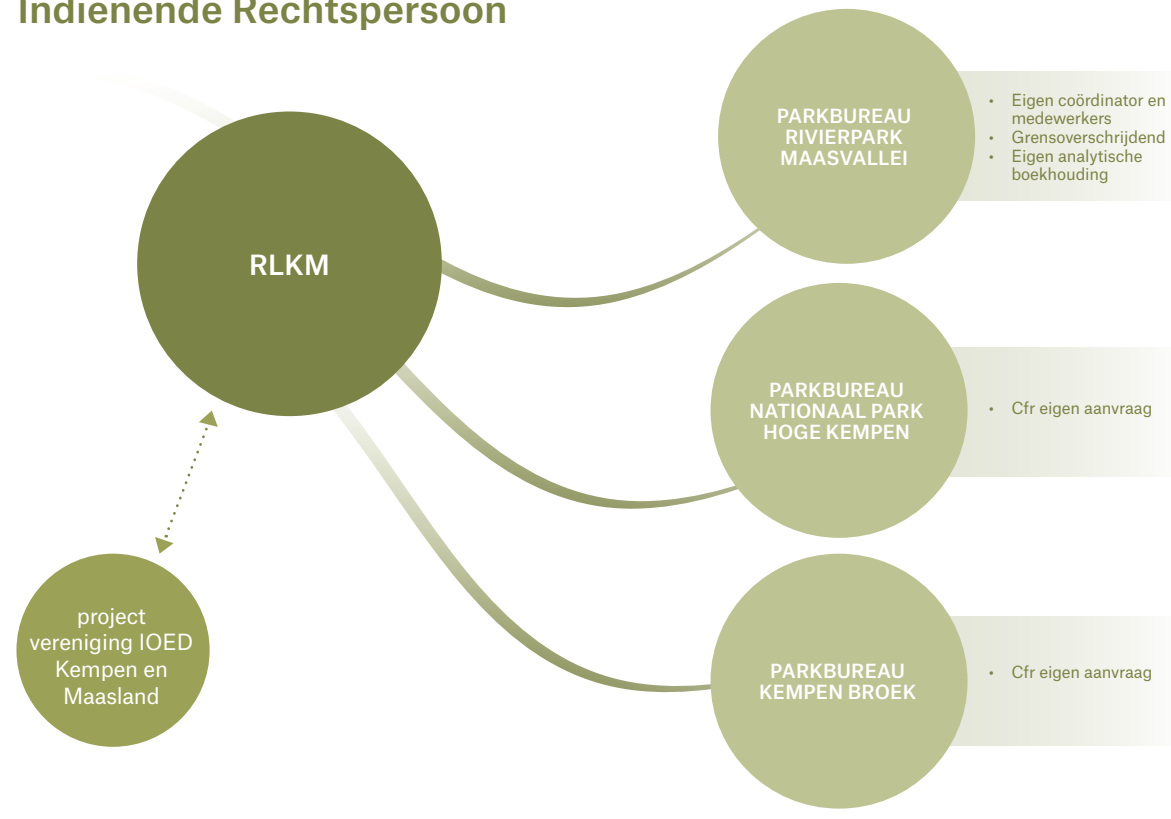 Indienende Rechtspersoon
RLKM
project
vereniging IOED
Kempen en
Maasland
PARKBUREAU
RIVIERPARK
MAASVALLEI
• Eigen coördinator en
medewerkers
• Grensoverschrijdend
• Eigen analytische
boekhouding
PARKBUREAU
NATIONAAL PARK
HOGE KEMPEN
• Cfr eigen aanvraag
PARKBUREAU
KEMPEN BROEK
• Cfr eigen aanvraag